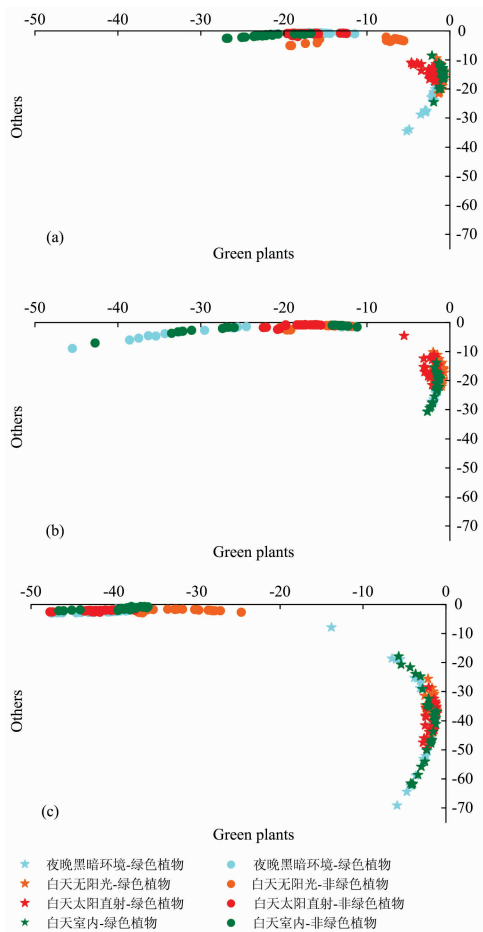 -50 -40 -30 -20 -10 0
-10
-20
-30
-40
-50
-60
-70
Others
(a)
Green plants
-50 -40 -30 -20 -10 0
-10
-20
-30
-40
-50
-60
-70
Others
(b)
Green plants
-50 -40 -30 -20 -10 0
-10
-20
-30
-40
-50
-60
-70
Others
(c)
Green plants
夜晚黑暗环境-绿色植物 夜晚黑暗环境-绿色植物
白天无阳光-绿色植物 白天无阳光-非绿色植物
白天太阳直射-绿色植物 白天太阳直射-非绿色植物
白天室内-绿色植物 白天室内-非绿色植物